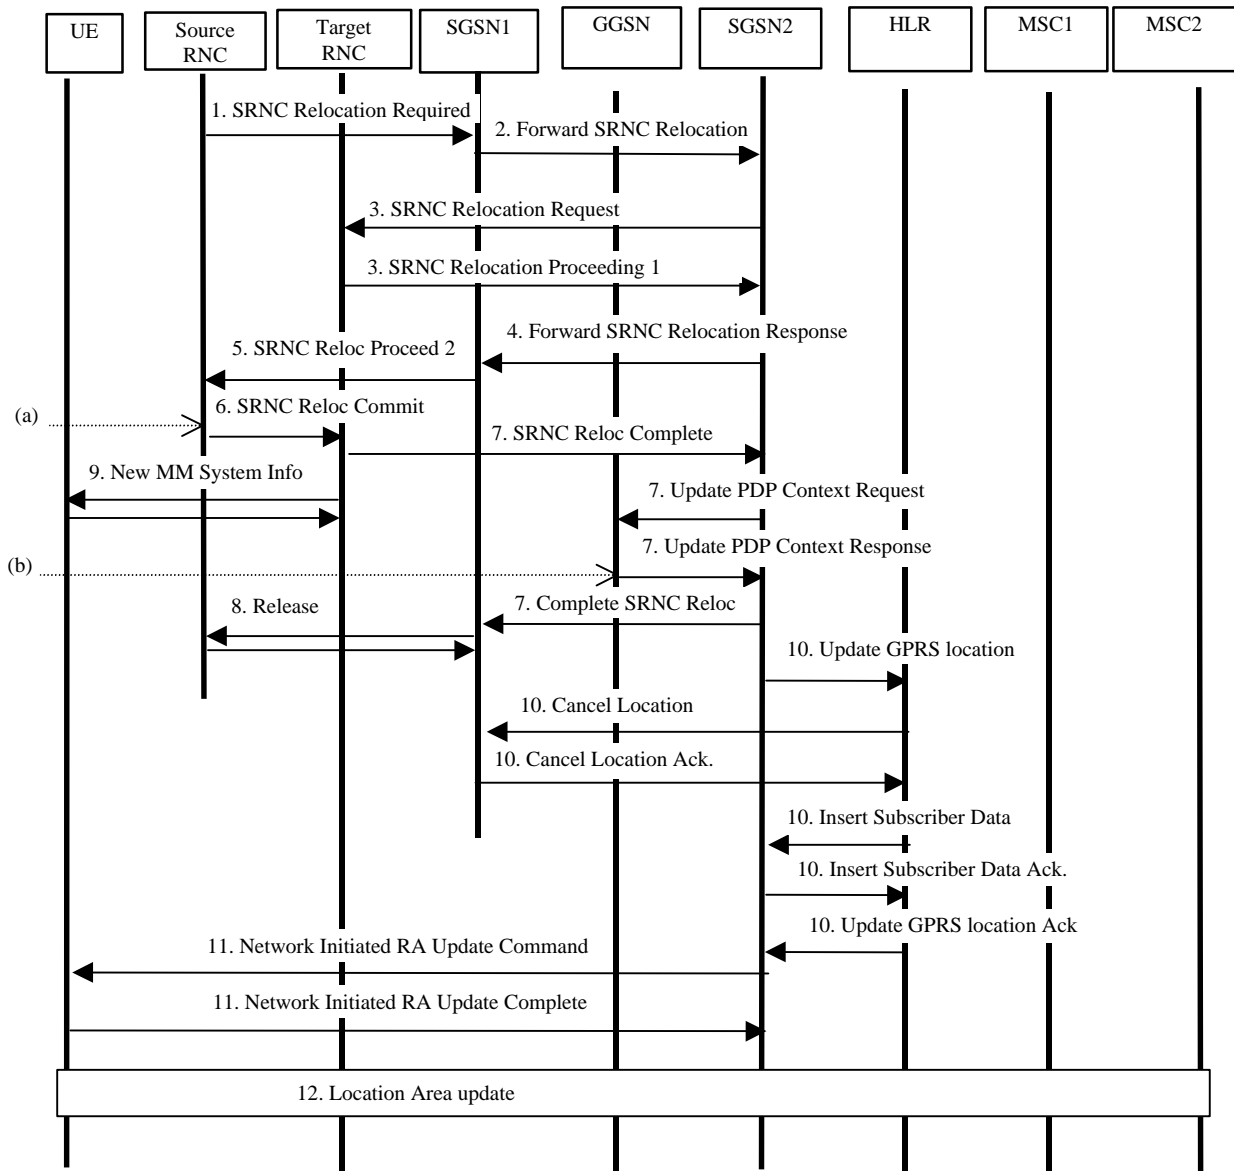 UE
Source
RNC
Target
RNC
SGSN1
GGSN
SGSN2
HLR
MSC1
MSC2
1. SRNC Relocation Required
2. Forward SRNC Relocation
3. SRNC Relocation Request
3. SRNC Relocation Proceeding 1
4. Forward SRNC Relocation Response
5. SRNC Reloc Proceed 2
(a)
6. SRNC Reloc Commit
7. SRNC Reloc Complete
9. New MM System Info
7. Update PDP Context Request
7. Update PDP Context Response
(b)
8. Release
7. Complete SRNC Reloc
10. Update GPRS location
10. Cancel Location
10. Cancel Location Ack.
10. Insert Subscriber Data
10. Insert Subscriber Data Ack.
10. Update GPRS location Ack
11. Network Initiated RA Update Command
11. Network Initiated RA Update Complete
12. Location Area update